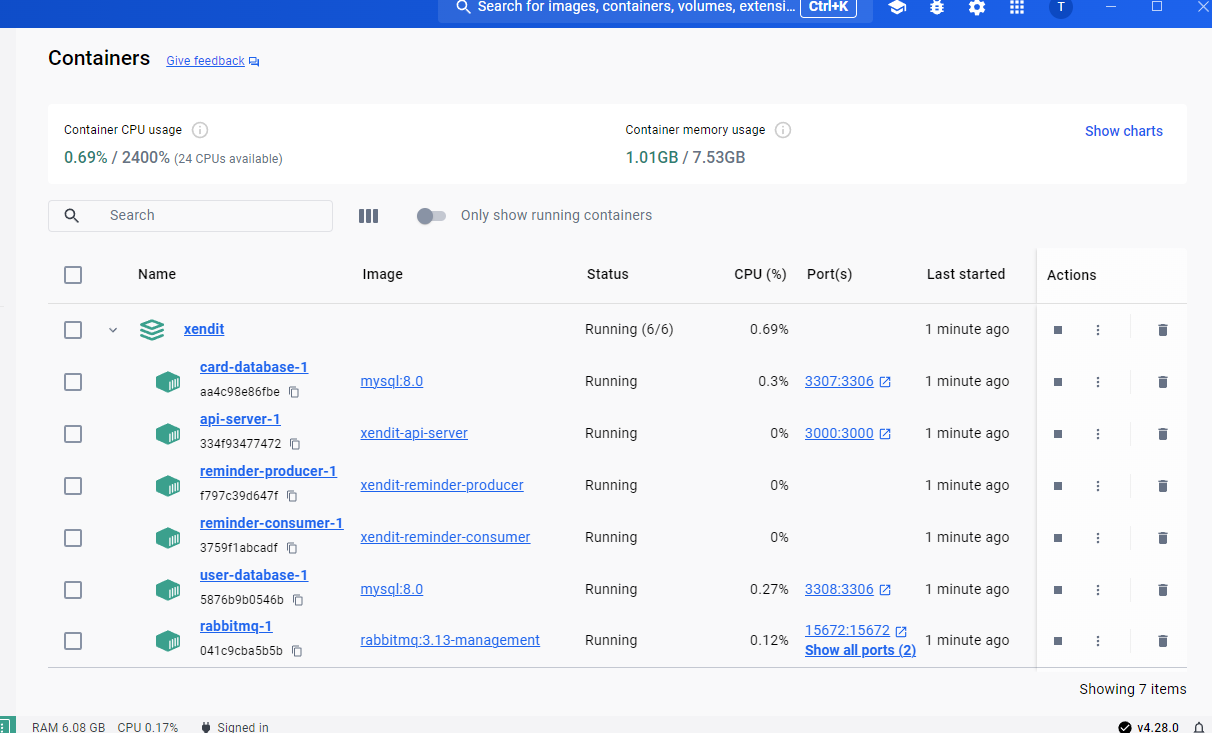 Search for images, containers, volumes, extensi... Ctrl+K T
Containers Give feedback
Container CPU usage
0.69% / 2400% (24 CPUs available)
Container memory usage
1.01GB / 7.53GB
Show charts
Search Only show running containers
Name Image Status CPU (%) Port(s) Last started Actions
xendit Running (6/6) 0.69% 1 minute ago
card-database-1
aa4c98e86fbe
mysql:8.0 Running 0.3% 3307:3306 1 minute ago
api-server-1
334f93477472
xendit-api-server Running 0% 3000:3000 1 minute ago
reminder-producer-1
f797c39d647f
xendit-reminder-producer Running 0% 1 minute ago
reminder-consumer-1
3759f1abcadf
xendit-reminder-consumer Running 0% 1 minute ago
user-database-1
5876b9b0546b
mysql:8.0 Running 0.27% 3308:3306 1 minute ago
rabbitmq-1
041c9cba5b5b
rabbitmq:3.13-management Running 0.12% 15672:15672
Show all ports (2)
1 minute ago
Showing 7 items
RAM 6.08 GB CPU 0.17% Signed in v4.28.0